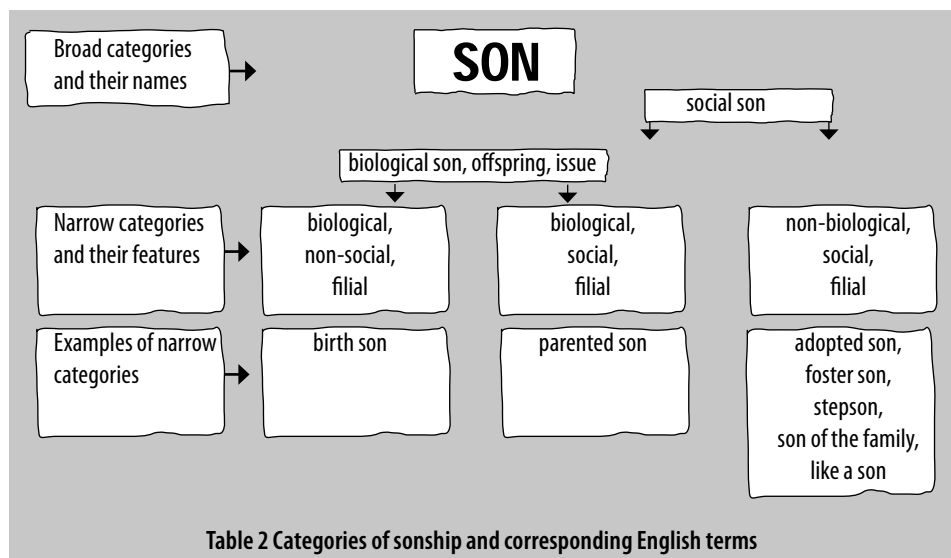 Broad categories
and their names
SON
social son
biological son, offspring, issue
Narrow categories
and their features
biological,
non-social,
filial
biological,
social,
filial
non-biological,
social,
filial
Examples of narrow
categories
birth son
parented son
adopted son,
foster son,
stepson,
son of the family,
like a son
Table 2 Categories of sonship and corresponding English terms